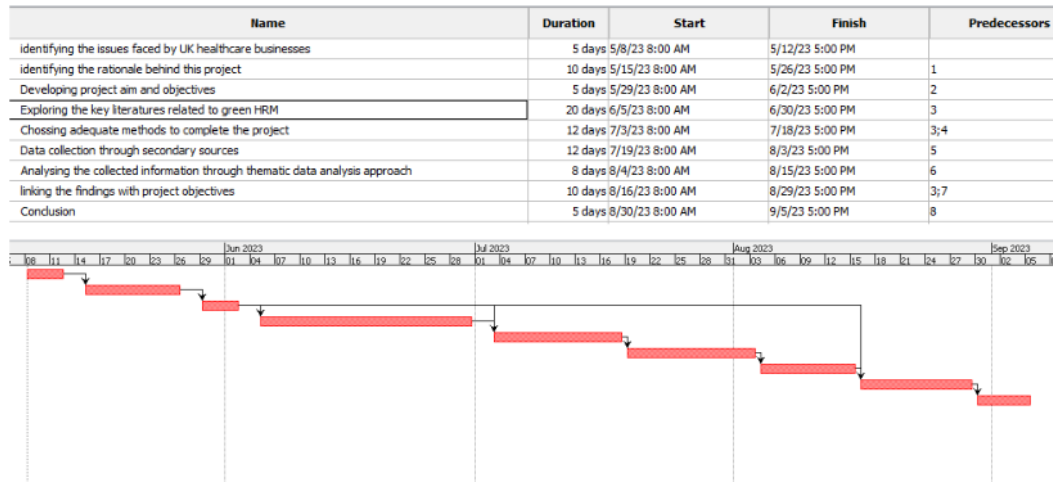 Name Duration Start Finish Predecessors
identifying the issues faced by UK healthcare businesses 5 days 5/8/23 8:00 AM 5/12/23 5:00 PM
identifying the rationale behind this project 10 days 5/15/23 8:00 AM 5/26/23 5:00 PM 1
Developing project aim and objectives 5 days 5/29/23 8:00 AM 6/2/23 5:00 PM 2
Exploring the key literatures related to green HRM 20 days 6/5/23 8:00 AM 6/30/23 5:00 PM 3
Chossing adequate methods to complete the project 12 days 7/3/23 8:00 AM 7/18/23 5:00 PM 3;4
Data collection through secondary sources 12 days 7/19/23 8:00 AM 8/3/23 5:00 PM 5
Analysing the collected information through thematic data analysis approach 8 days 8/4/23 8:00 AM 8/15/23 5:00 PM 6
linking the findings with project objectives 10 days 8/16/23 8:00 AM 8/29/23 5:00 PM 3;7
Conclusion 5 days 8/30/23 8:00 AM 9/5/23 5:00 PM 8
Jun 2023 Jul 2023 Aug 2023 Sep 2023
08 11 14 17 20 23 26 29 01 04 07 10 13 16 19 22 25 28 01 04 07 10 13 16 19 22 25 28 31 03 06 09 12 15 18 21 24 27 30 02 05